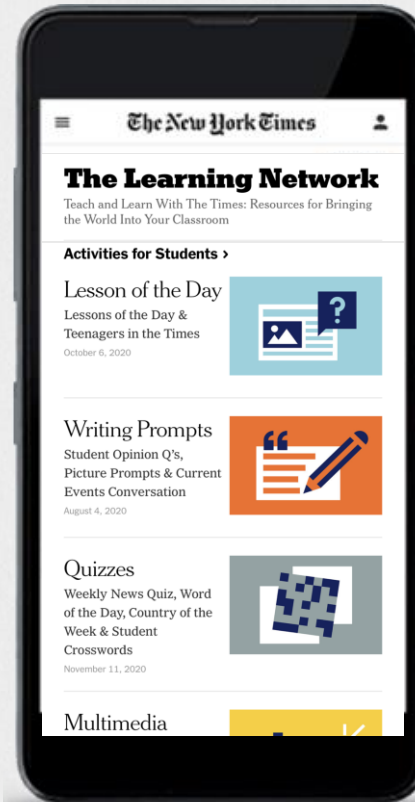 The New York Times
The Learning Network
Teach and Learn With The Times: Resources for Bringing
the World Into Your Classroom
Activities for Students ›
Lesson of the Day
Lessons of the Day &
Teenagers in the Times
October 6, 2020
?
Writing Prompts
Student Opinion Q's,
Picture Prompts & Current
Events Conversation
August 4, 2020
“
Quizzes
Weekly News Quiz, Word
of the Day, Country of the
Week & Student
Crosswords
November 11, 2020
Multimedia